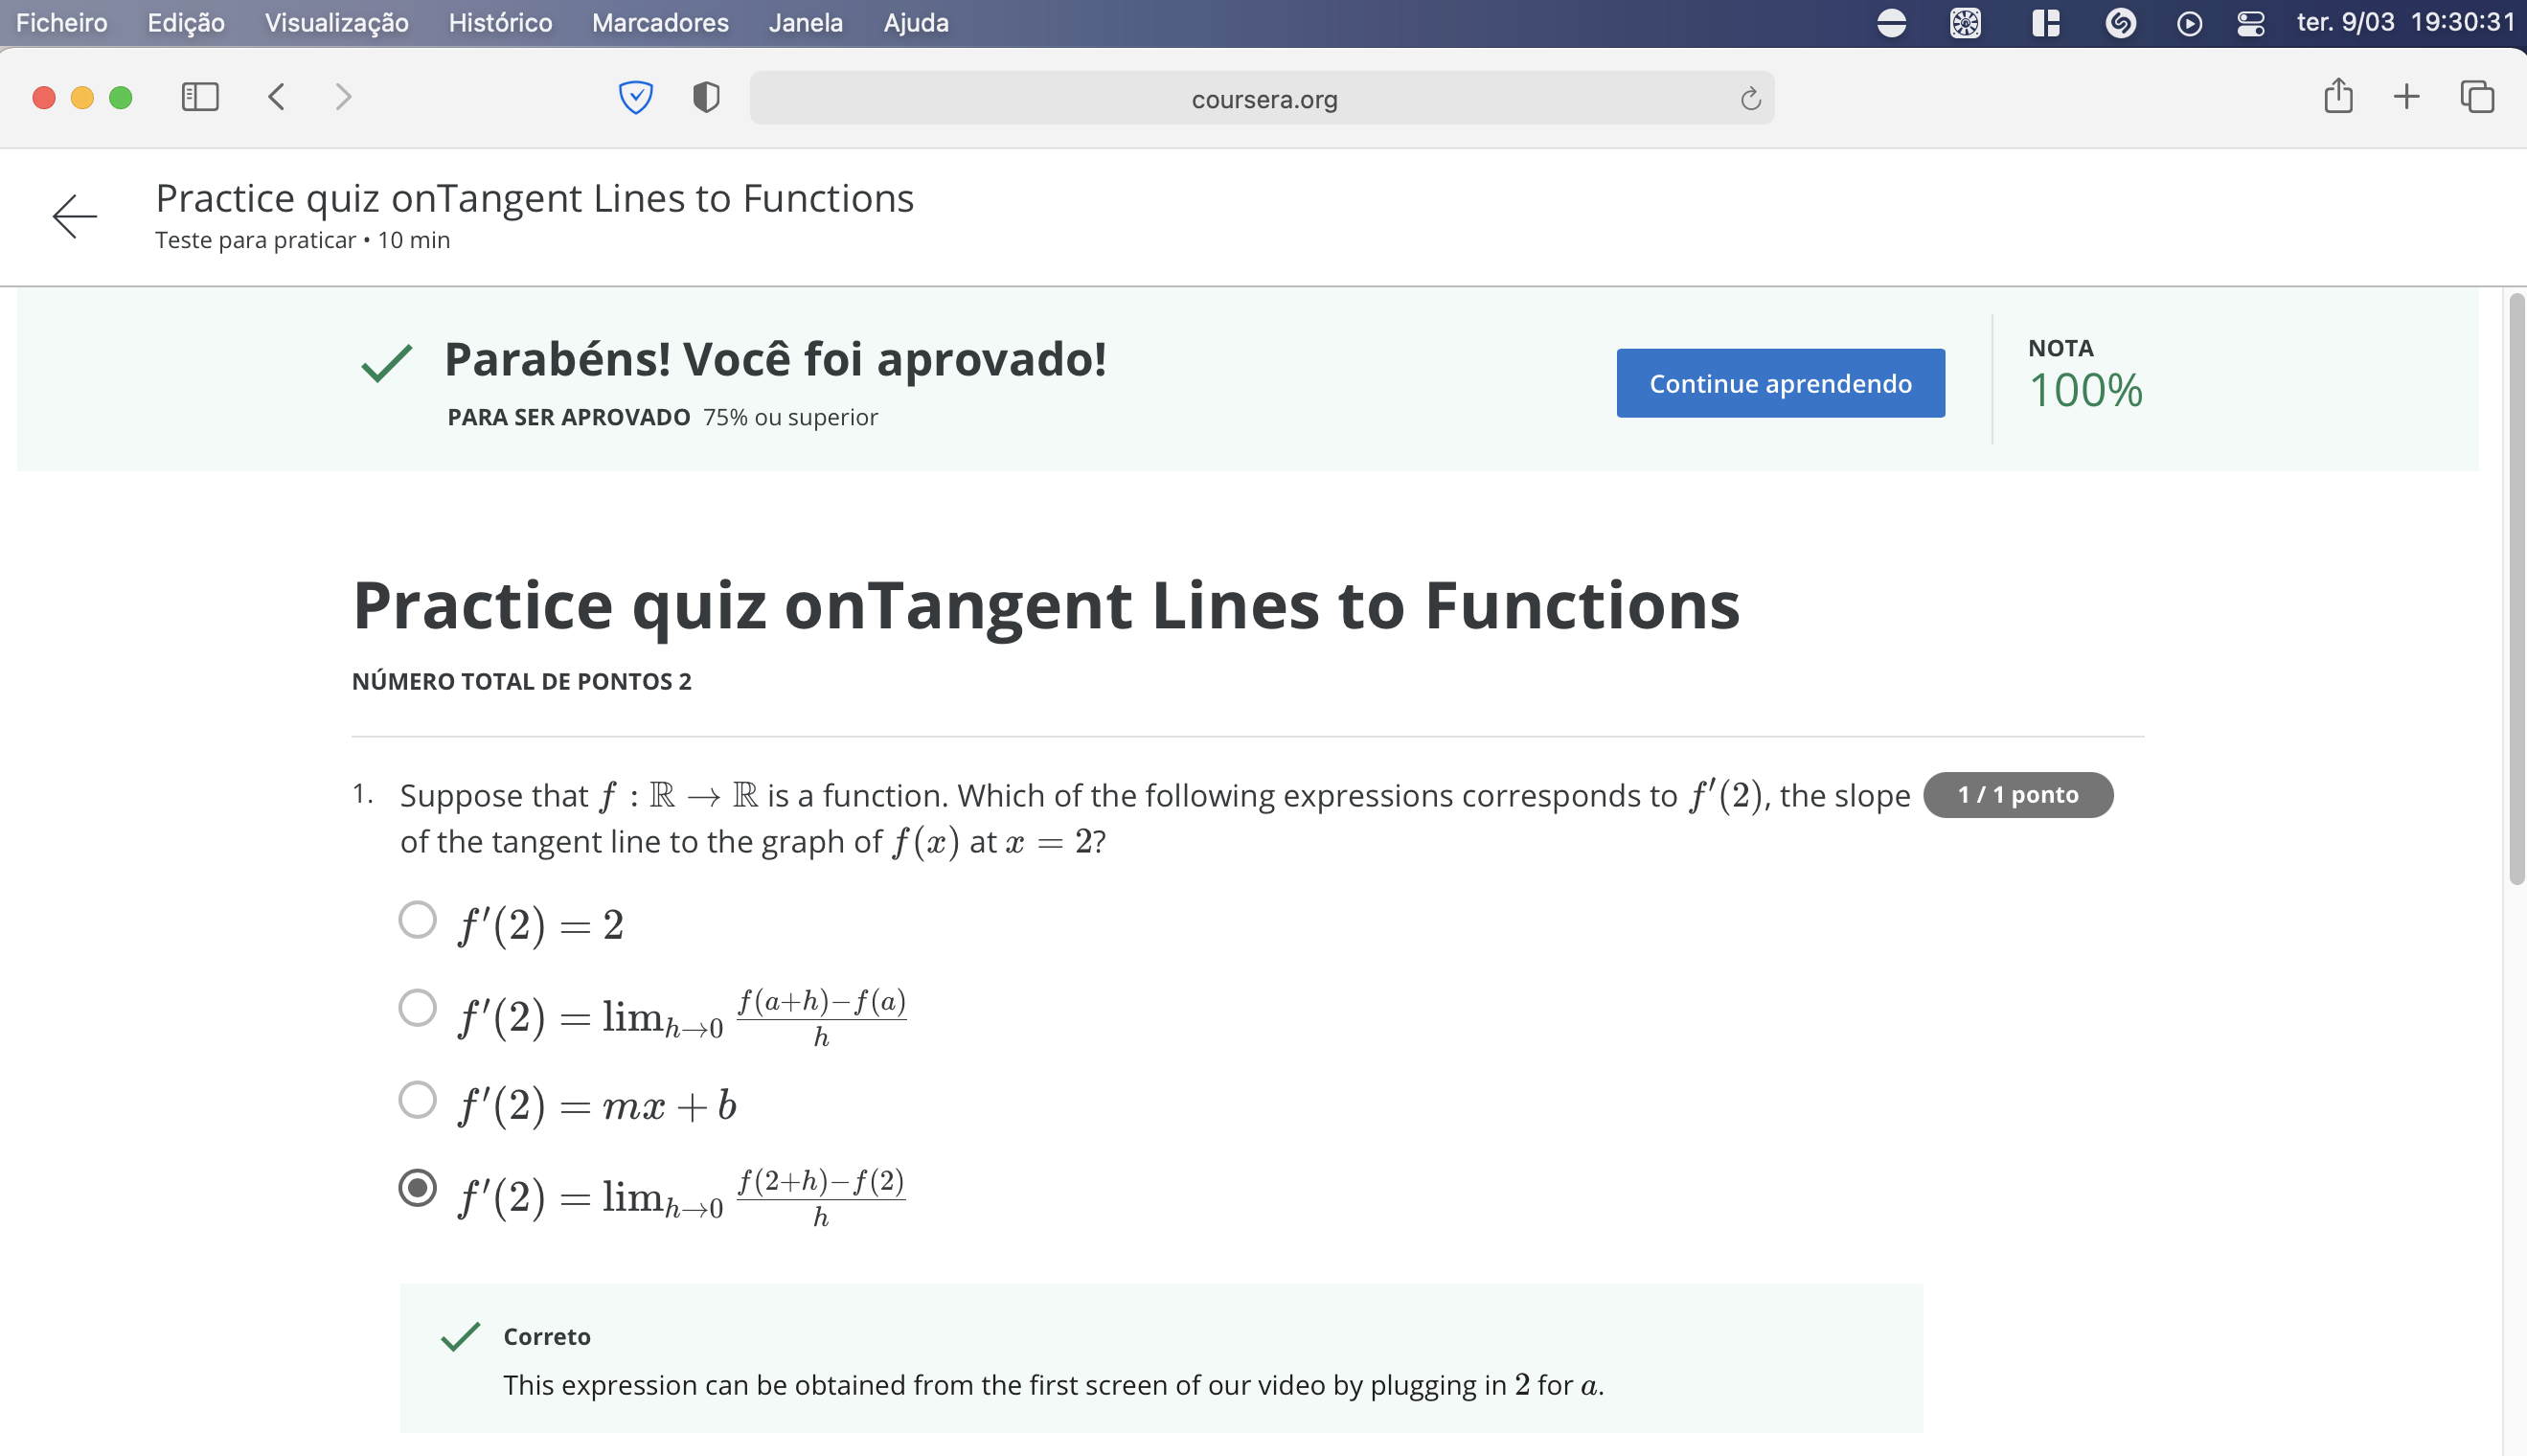 Ficheiro Edição Visualização Histórico Marcadores Janela Ajuda ter. 9/03 19:30:31
coursera.org
Practice quiz onTangent Lines to Functions
Teste para praticar • 10 min
Parabéns! Você foi aprovado!
PARA SER APROVADO 75% ou superior
Continue aprendendo
NOTA
100%
Practice quiz onTangent Lines to Functions
NÚMERO TOTAL DE PONTOS 2
1. Suppose that f : ℝ → ℝ is a function. Which of the following expressions corresponds to f′(2), the slope 1 / 1 ponto
of the tangent line to the graph of f(x) at x = 2?
f′(2) = 2
f′(2) = lim_{h→0} \frac{f(a+h)−f(a)}{h}
f′(2) = mx + b
f′(2) = lim_{h→0} \frac{f(2+h)−f(2)}{h}
Correto
This expression can be obtained from the first screen of our video by plugging in 2 for a.